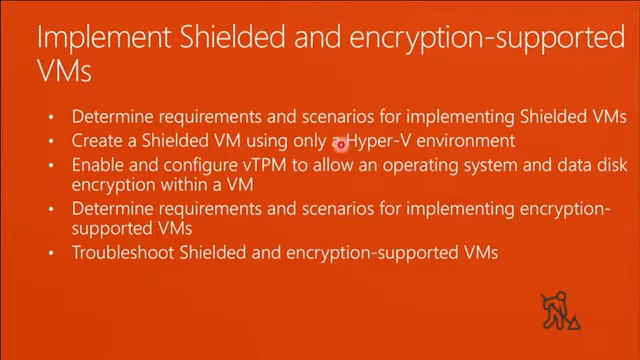 Implement Shielded and encryption-supported
VMs
• Determine requirements and scenarios for implementing Shielded VMs
• Create a Shielded VM using only a Hyper-V environment
• Enable and configure vTPM to allow an operating system and data disk
encryption within a VM
• Determine requirements and scenarios for implementing encryption-
supported VMs
• Troubleshoot Shielded and encryption-supported VMs